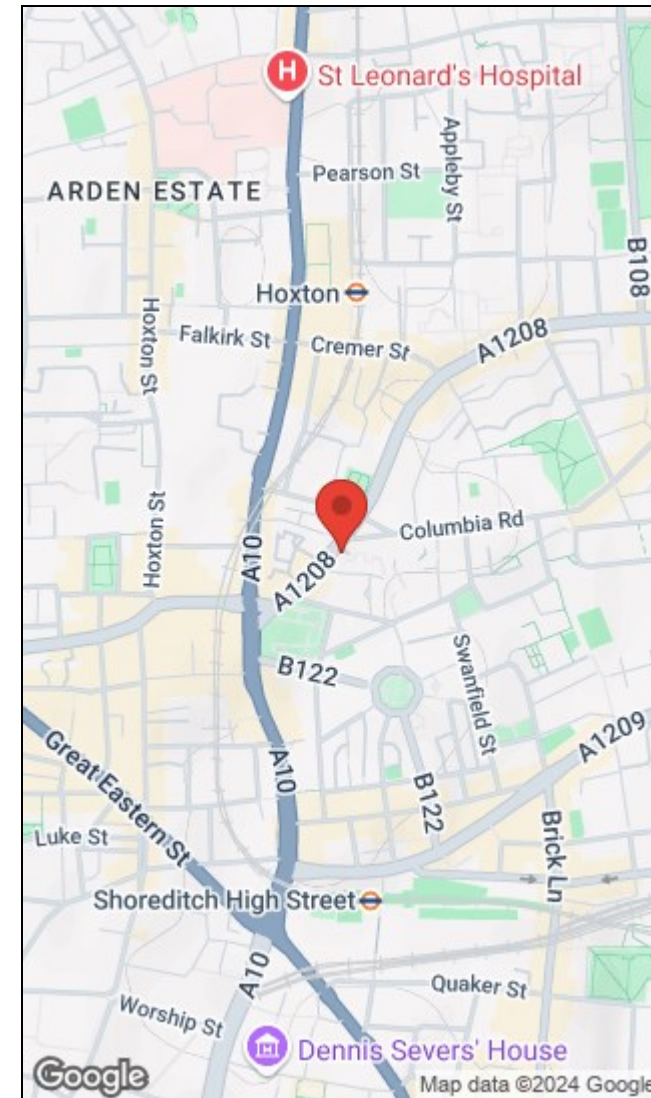 H
St Leonard's Hospital
Appleby St
Pearson St
ARDEN ESTATE
B108
Hoxton
Hoxton St
Falkirk St
Cremer St
A1208
Hoxton St
Columbia Rd
A10
A1208
B122
Swanfield St
A1209
Great Eastern St
A10
B122
Luke St
Brick Ln
Shoreditch High Street
A10
Quaker St
Worship St
Dennis Severs' House
Google
Map data ©2024 Google